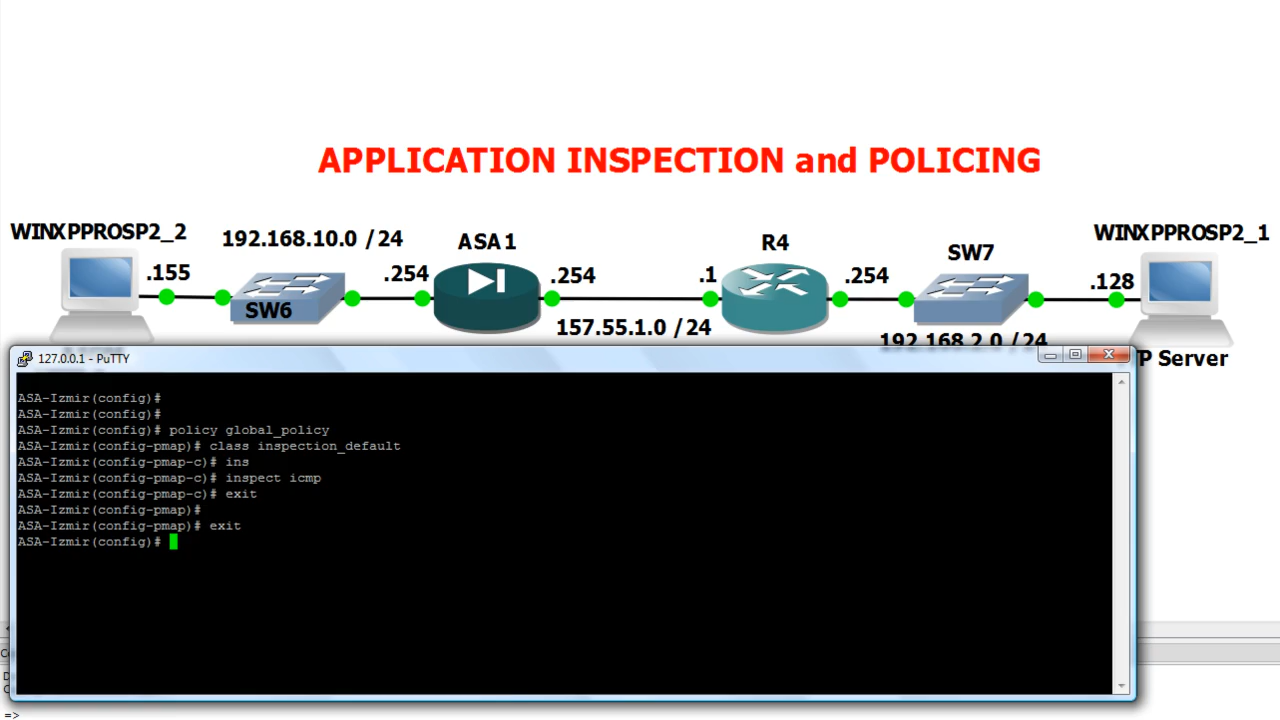 APPLICATION INSPECTION and POLICING
WINXPPROSP2_2
192.168.10.0 /24
ASA1
R4
SW7
WINXPPROSP2_1
.155
.254
.254
.1
.254
.128
SW6
157.55.1.0 /24
192.168.2.0 /24
127.0.0.1 - PuTTY
P Server
ASA-Izmir(config)#
ASA-Izmir(config)#
ASA-Izmir(config)# policy global_policy
ASA-Izmir(config-pmap)# class inspection_default
ASA-Izmir(config-pmap-c)# ins
ASA-Izmir(config-pmap-c)# inspect icmp
ASA-Izmir(config-pmap-c)# exit
ASA-Izmir(config-pmap)#
ASA-Izmir(config-pmap)# exit
ASA-Izmir(config)#
=>